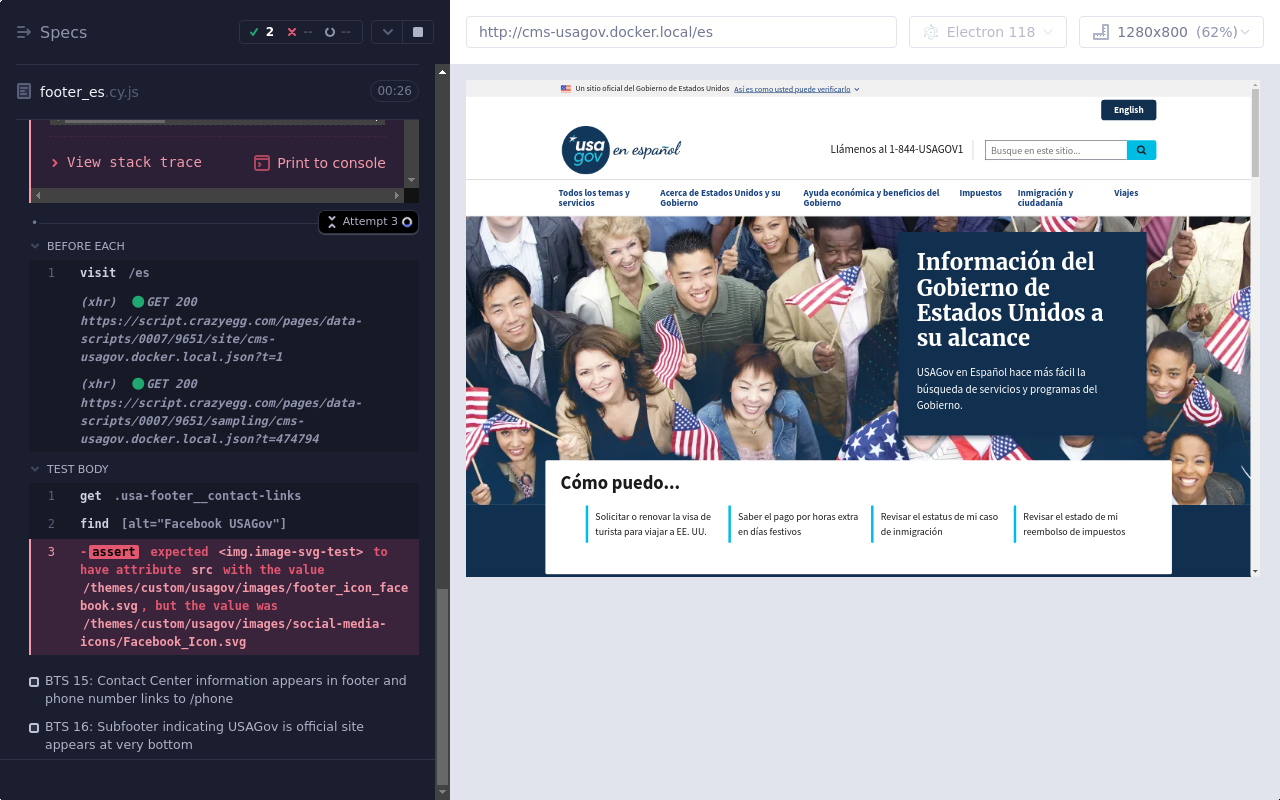 Specs
2
--
--
footer_es.cy.js
00:26
View stack trace
Print to console
Attempt 3
BEFORE EACH
1 visit /es
(xhr) GET 200
https://script.crazyegg.com/pages/data-
scripts/0007/9651/site/cms-
usagov.docker.local.json?t=1
(xhr) GET 200
https://script.crazyegg.com/pages/data-
scripts/0007/9651/sampling/cms-
usagov.docker.local.json?t=474794
TEST BODY
1 get .usa-footer__contact-links
2 find [alt="Facebook USAGov"]
3 -assert expected <img.image-svg-test> to
have attribute src with the value
/themes/custom/usagov/images/footer_icon_face
book.svg, but the value was
/themes/custom/usagov/images/social-media-
icons/Facebook_Icon.svg
BTS 15: Contact Center information appears in footer and
phone number links to /phone
BTS 16: Subfooter indicating USAGov is official site
appears at very bottom
http://cms-usagov.docker.local/es
Electron 118
1280x800 (62%)
Un sitio oficial del Gobierno de Estados Unidos Así es como usted puede verificarlo
English
usa
gov
en español
Llámenos al 1-844-USAGOV1
Busque en este sitio...
Todos los temas y
servicios
Acerca de Estados Unidos y su
Gobierno
Ayuda económica y beneficios del
Gobierno
Impuestos
Inmigración y
ciudadanía
Viajes
Información del
Gobierno de
Estados Unidos a
su alcance
USAGov en Español hace más fácil la
búsqueda de servicios y programas del
Gobierno.
Cómo puedo...
Solicitar o renovar la visa de
turista para viajar a EE. UU.
Saber el pago por horas extra
en días festivos
Revisar el estatus de mi caso
de inmigración
Revisar el estado de mi
reembolso de impuestos